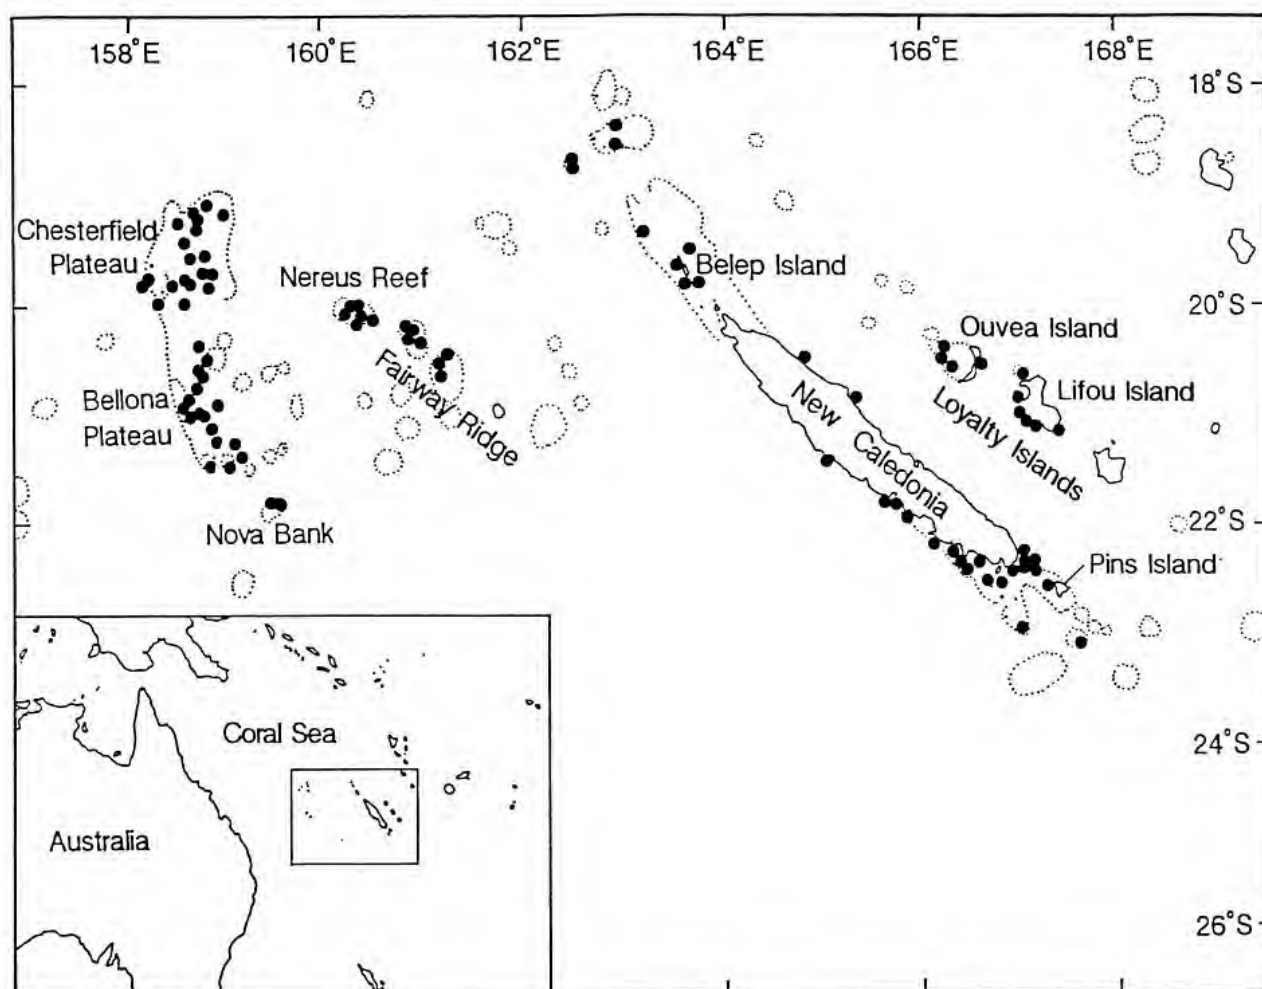 158°E 160°E 162°E 164°E 166°E 168°E
18°S
Chesterfield
Plateau
Nereus Reef
Belep Island
20°S
Ouvea Island
Fairway Ridge
Lifou Island
Loyalty Islands
New Caledonia
Bellona
Plateau
22°S
Nova Bank
Pins Island
Coral Sea
24°S
Australia
26°S